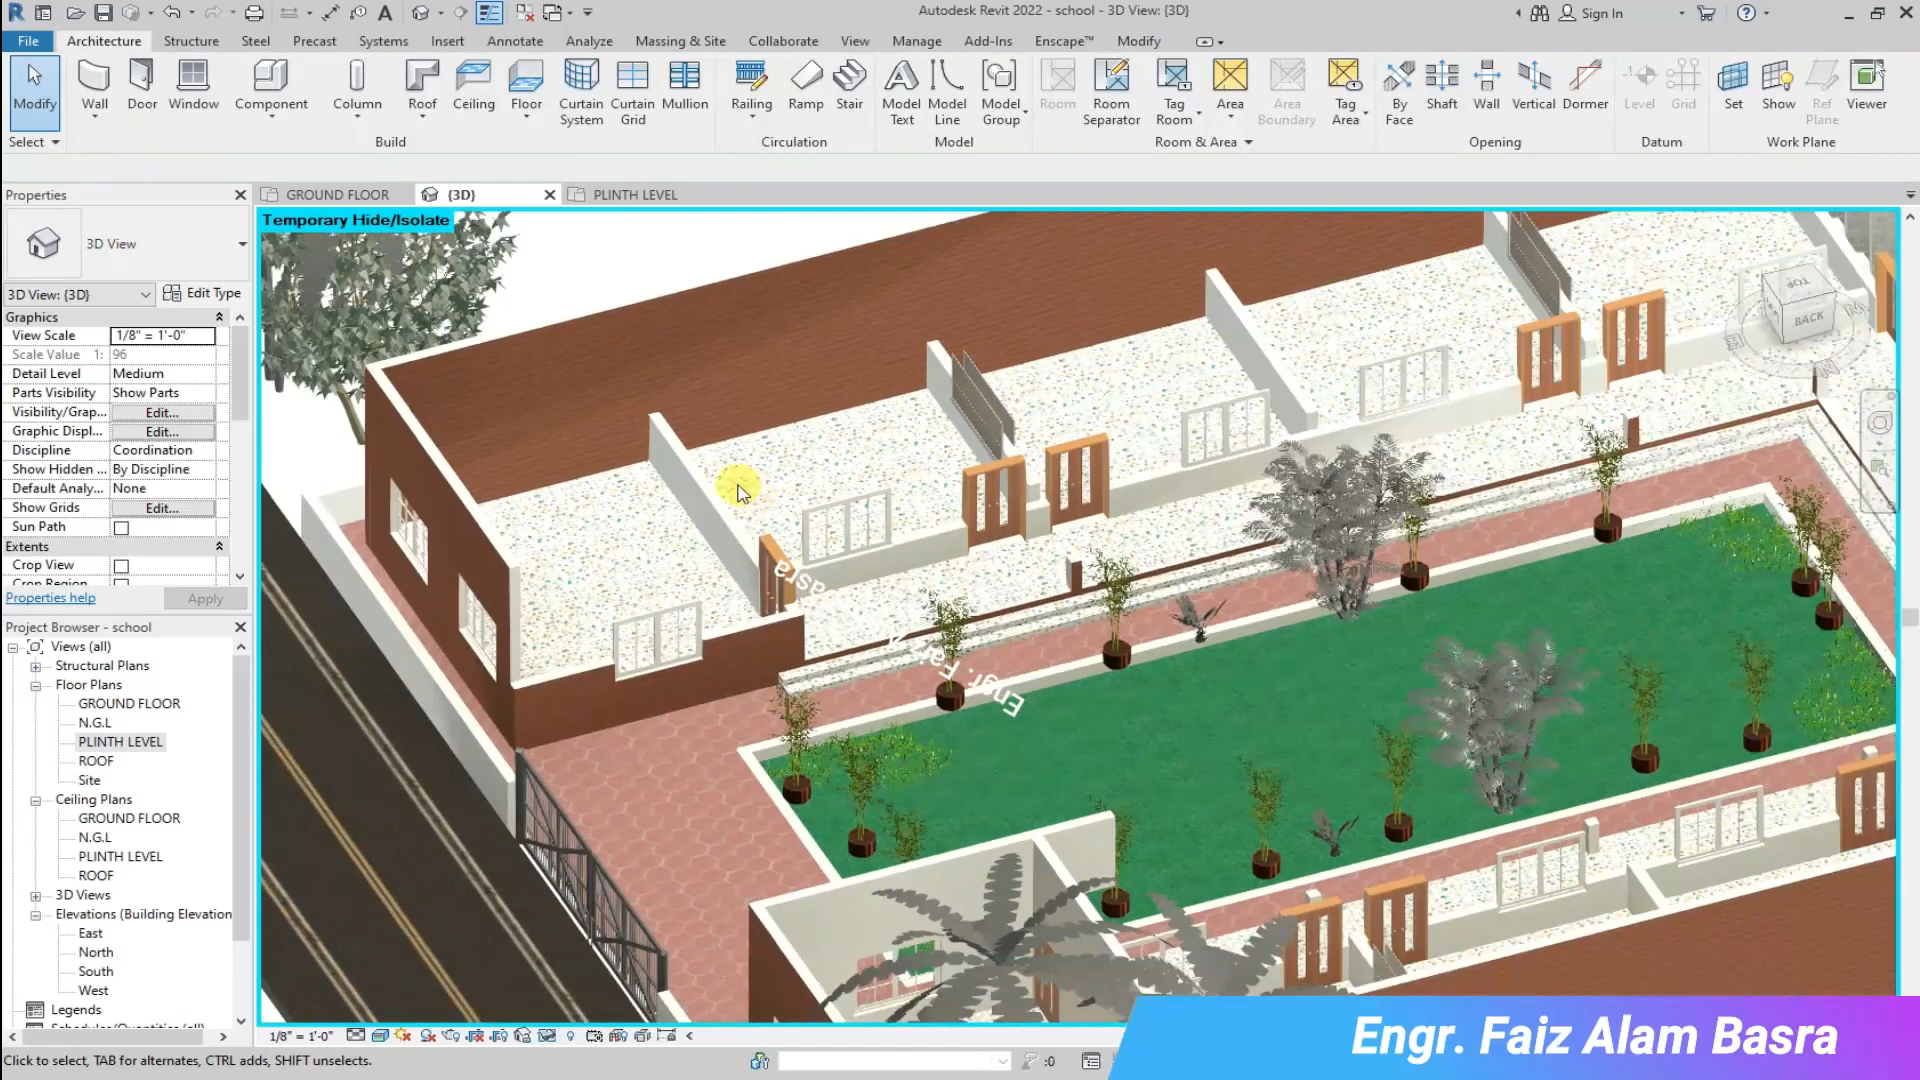 Autodesk Revit 2022 - school - 3D View: {3D}
Sign In
File Architecture Structure Steel Precast Systems Insert Annotate Analyze Massing & Site Collaborate View Manage Add-Ins Enscape™ Modify
Modify Wall Door Window Component Column Roof Ceiling Floor Curtain System Curtain Grid Mullion Railing Ramp Stair Model Text Model Line Model Group Room Room Separator Tag Room Area Area Boundary Tag Area By Face Shaft Wall Vertical Dormer Level Grid Set Show Ref Plane Viewer
Select Build Circulation Model Room & Area Opening Datum Work Plane
Properties
GROUND FLOOR {3D} PLINTH LEVEL
Temporary Hide/Isolate
3D View
3D View: {3D} Edit Type
Graphics
View Scale 1/8" = 1'-0"
Scale Value 1: 96
Detail Level Medium
Parts Visibility Show Parts
Visibility/Grap... Edit...
Graphic Displ... Edit...
Discipline Coordination
Show Hidden ... By Discipline
Default Analy... None
Show Grids Edit...
Sun Path
Extents
Crop View
Crop Region
Properties help Apply
Project Browser - school
Views (all)
Structural Plans
Floor Plans
GROUND FLOOR
N.G.L
PLINTH LEVEL
ROOF
Site
Ceiling Plans
GROUND FLOOR
N.G.L
PLINTH LEVEL
ROOF
3D Views
Elevations (Building Elevation
East
North
South
West
Legends
Schedules/Quantities (all)
TOP
BACK
Engr. Fai
asra
1/8" = 1'-0"
Click to select, TAB for alternates, CTRL adds, SHIFT unselects.
:0
Engr. Faiz Alam Basra